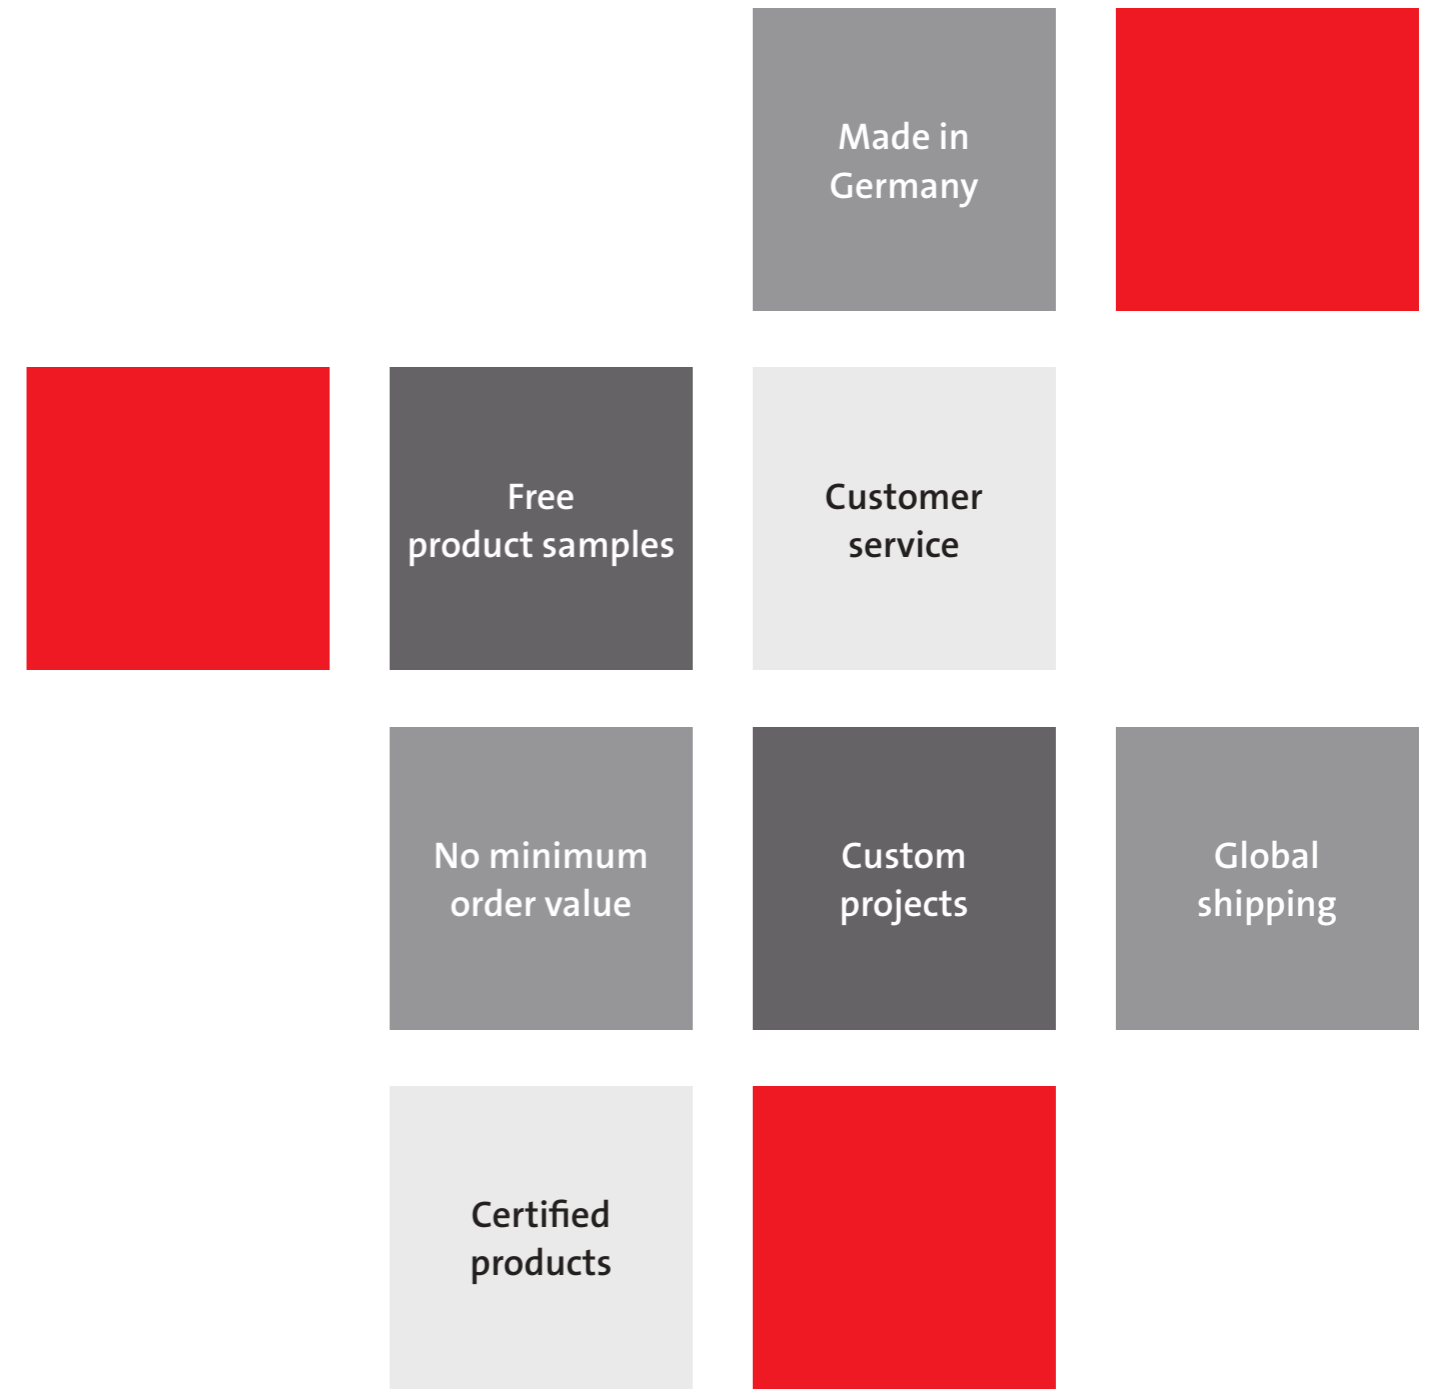 Made in
Germany
Free
product samples
Customer
service
No minimum
order value
Custom
projects
Global
shipping
Certified
products